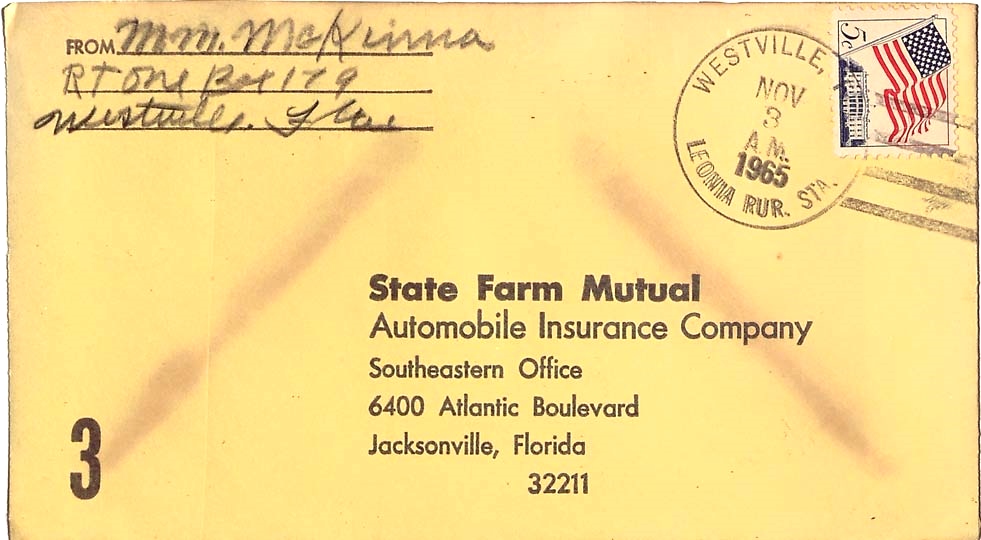 FROM M.M. McKinna
RT one Box 179
Westville, Fla
WESTVILLE,
NOV
3
A.M.
1965
LEONIA RUR. STA.
5c
State Farm Mutual
Automobile Insurance Company
Southeastern Office
6400 Atlantic Boulevard
Jacksonville, Florida
32211
3